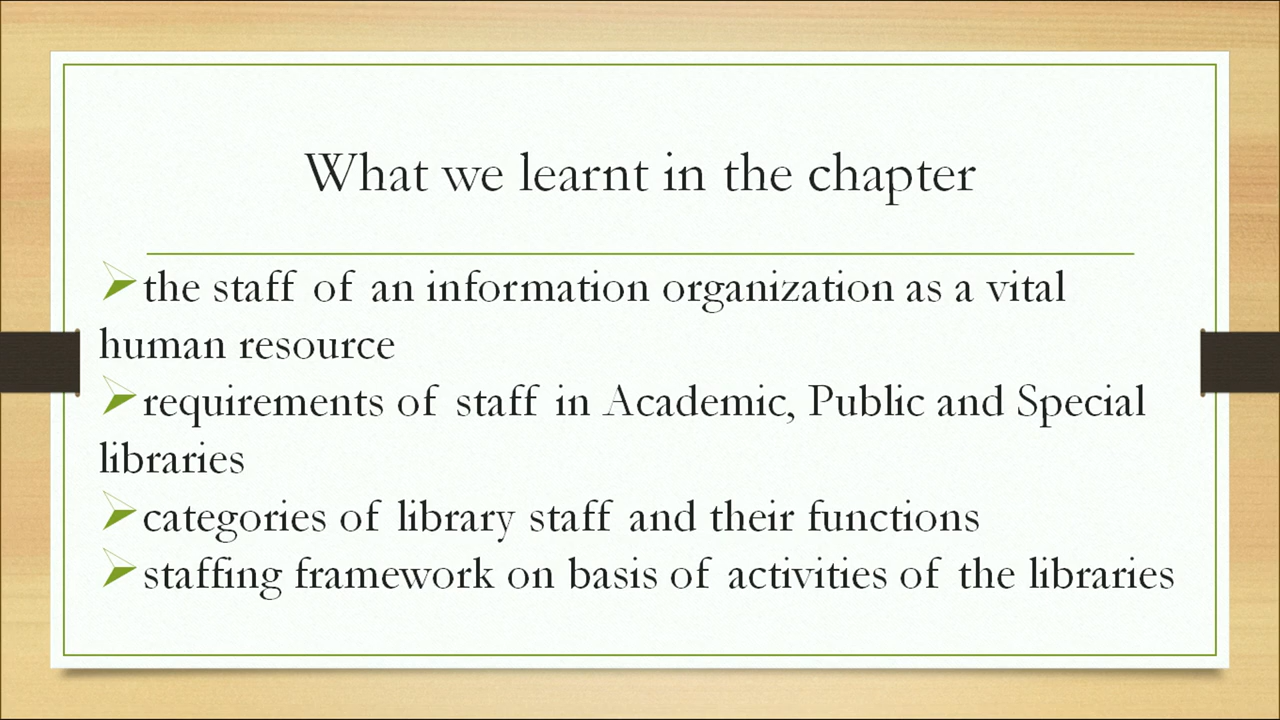 What we learnt in the chapter
➤the staff of an information organization as a vital
human resource
➤requirements of staff in Academic, Public and Special
libraries
➤categories of library staff and their functions
➤staffing framework on basis of activities of the libraries